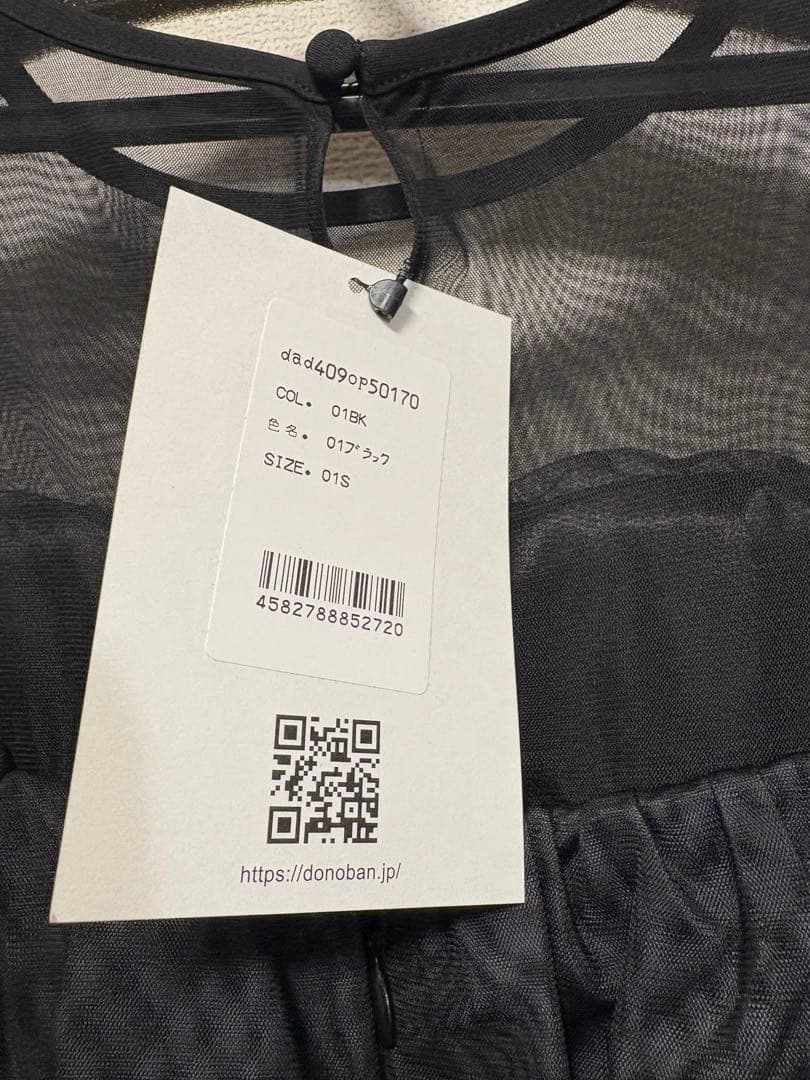 dad409op50170
COL. 01BK
色名. 01ブラック
SIZE. 01S
4582788852720
https://donoban.jp/